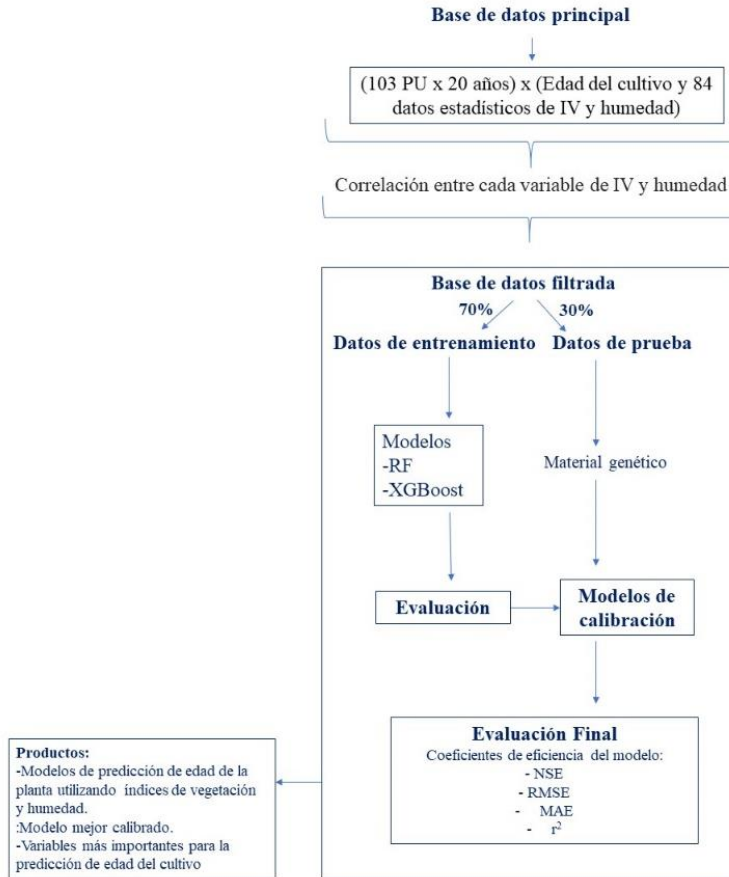 Base de datos principal
(103 PU x 20 años) x (Edad del cultivo y 84
datos estadísticos de IV y humedad)
Correlación entre cada variable de IV y humedad
Base de datos filtrada
70%
30%
Datos de entrenamiento
Datos de prueba
Modelos
-RF
-XGBoost
Material genético
Evaluación
Modelos de
calibración
Evaluación Final
Coeficientes de eficiencia del modelo:
- NSE
- RMSE
- MAE
- r²
Productos:
-Modelos de predicción de edad de la
planta utilizando índices de vegetación
y humedad.
:Modelo mejor calibrado.
-Variables más importantes para la
predicción de edad del cultivo